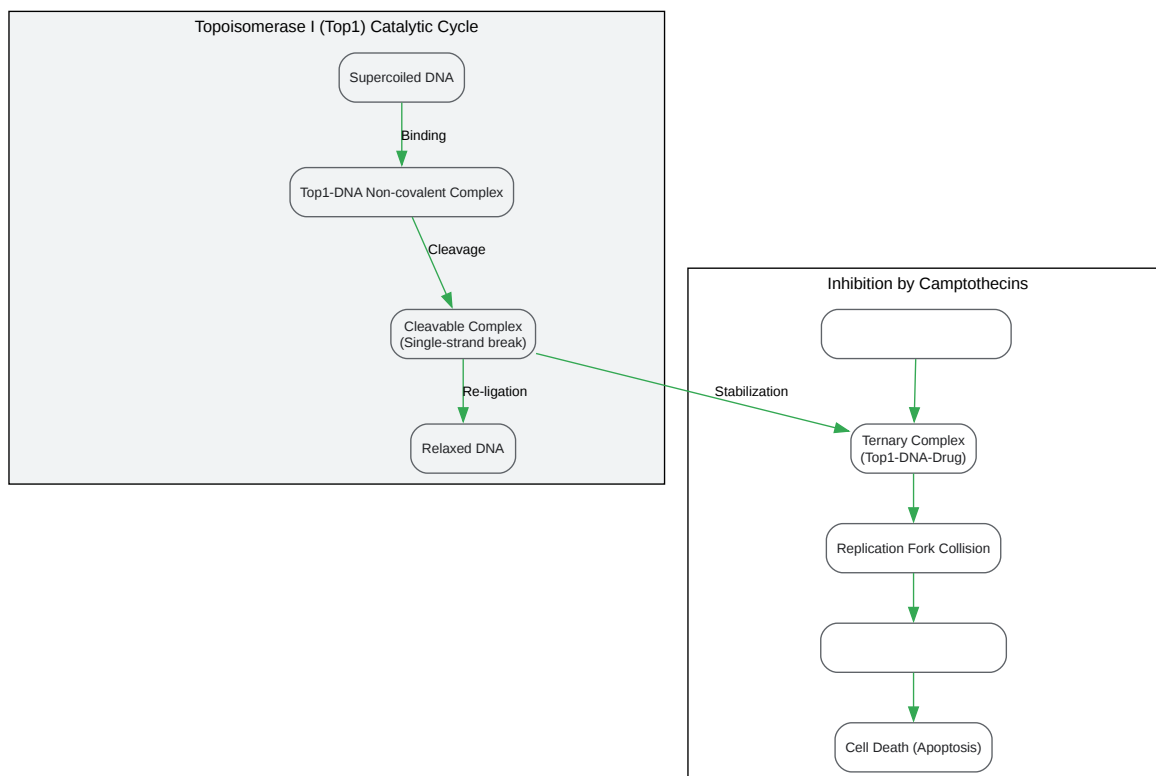 Topoisomerase I (Top1) Catalytic Cycle
Supercoiled DNA
Binding
Top1-DNA Non-covalent Complex
Cleavage
Cleavable Complex
(Single-strand break)
Re-ligation
Relaxed DNA
Inhibition by Camptothecins
Stabilization
Ternary Complex
(Top1-DNA-Drug)
Replication Fork Collision
Cell Death (Apoptosis)